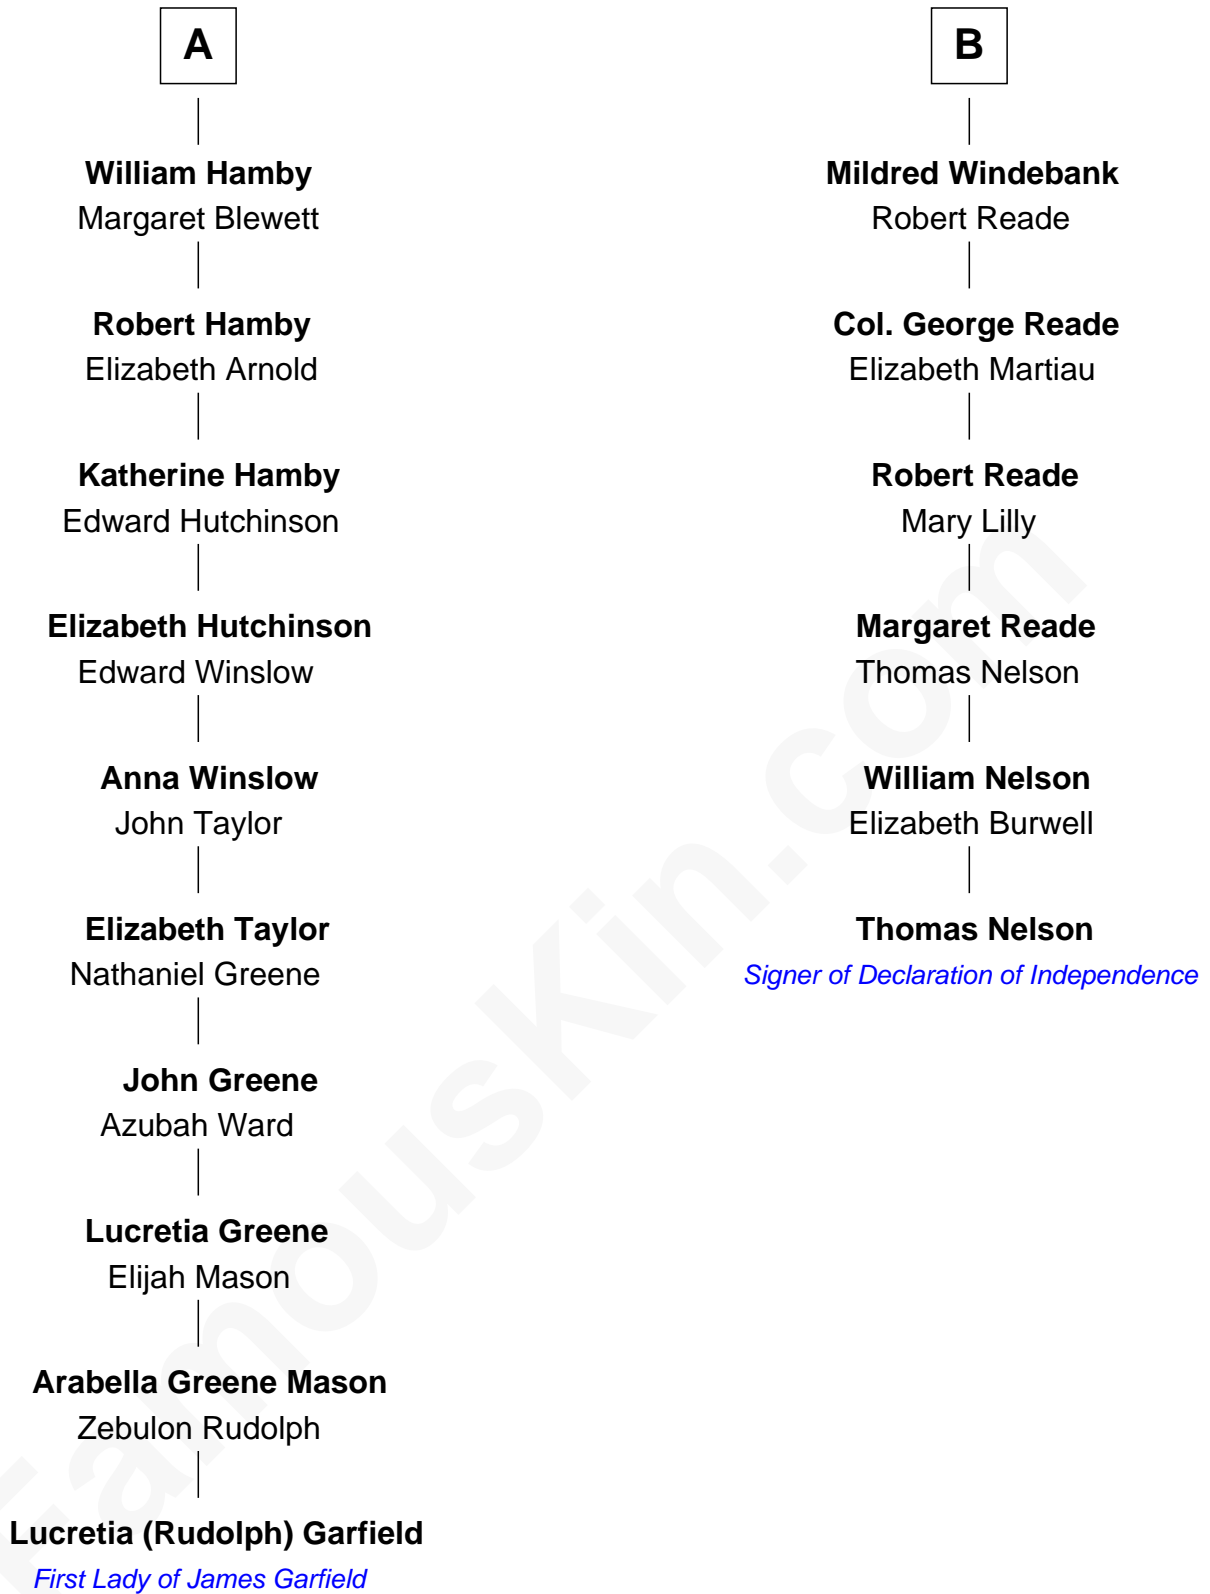 A
William Hamby
Margaret Blewett
Robert Hamby
Elizabeth Arnold
Katherine Hamby
Edward Hutchinson
Elizabeth Hutchinson
Edward Winslow
Anna Winslow
John Taylor
Elizabeth Taylor
Nathaniel Greene
John Greene
Azubah Ward
Lucretia Greene
Elijah Mason
Arabella Greene Mason
Zebulon Rudolph
Lucretia (Rudolph) Garfield
First Lady of James Garfield
B
Mildred Windebank
Robert Reade
Col. George Reade
Elizabeth Martiau
Robert Reade
Mary Lilly
Margaret Reade
Thomas Nelson
William Nelson
Elizabeth Burwell
Thomas Nelson
Signer of Declaration of Independence
FamousKin.com